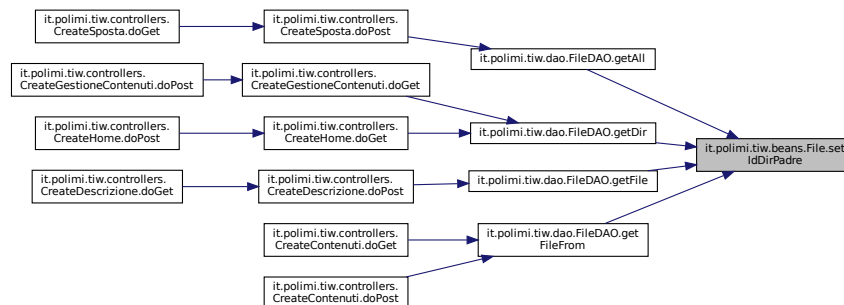 it.polimi.tiw.controllers.
CreateSposta.doGet
it.polimi.tiw.controllers.
CreateSposta.doPost
it.polimi.tiw.dao.FileDAO.getAll
it.polimi.tiw.controllers.
CreateGestioneContenuti.doPost
it.polimi.tiw.controllers.
CreateGestioneContenuti.doGet
it.polimi.tiw.controllers.
CreateHome.doPost
it.polimi.tiw.controllers.
CreateHome.doGet
it.polimi.tiw.dao.FileDAO.getDir
it.polimi.tiw.beans.File.set
IdDirPadre
it.polimi.tiw.controllers.
CreateDescrizione.doGet
it.polimi.tiw.controllers.
CreateDescrizione.doPost
it.polimi.tiw.dao.FileDAO.getFile
it.polimi.tiw.controllers.
CreateContenuti.doGet
it.polimi.tiw.dao.FileDAO.get
FileFrom
it.polimi.tiw.controllers.
CreateContenuti.doPost